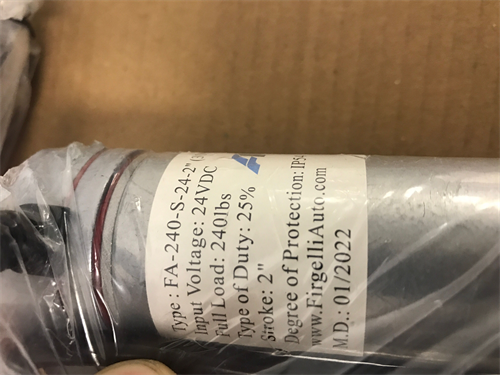 Type : FA-240-S-24-2"
Input Voltage: 24VDC
Full Load: 240lbs
Type of Duty: 25%
Stroke: 2"
Degree of Protection:
www.FirgelliAuto.com
M.D.: 01/2022